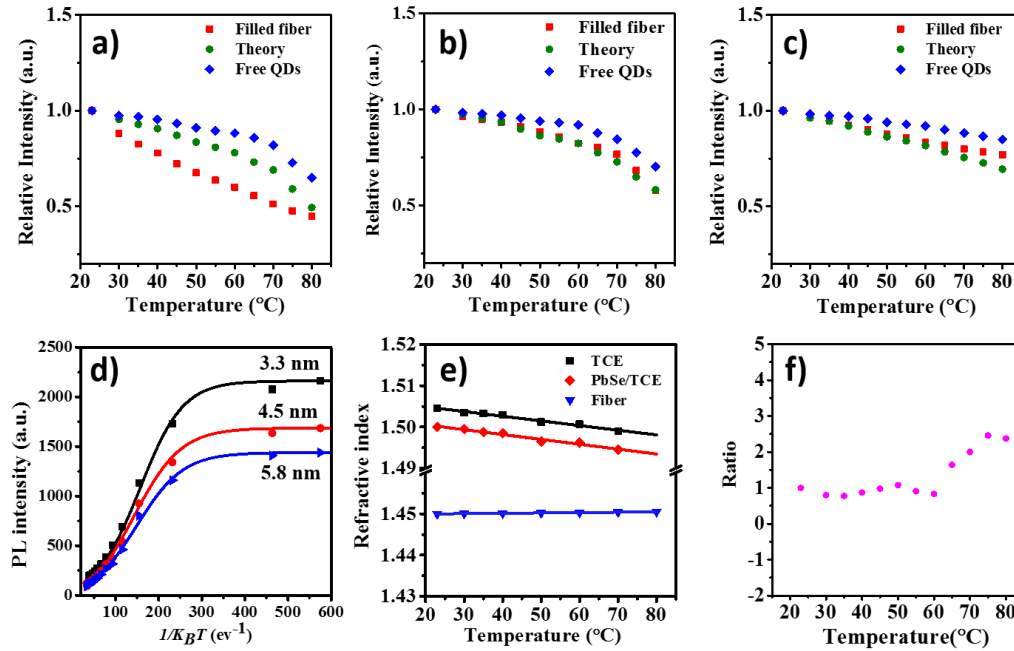 a)
Filled fiber
Theory
Free QDs
Relative Intensity (a.u.)
1.0
0.5
20 30 40 50 60 70 80
Temperature (°C)
b)
Filled fiber
Theory
Free QDs
Relative Intensity (a.u.)
1.0
0.5
20 30 40 50 60 70 80
Temperature (°C)
c)
Filled fiber
Theory
Free QDs
Relative Intensity (a.u.)
1.0
0.5
20 30 40 50 60 70 80
Temperature (°C)
d)
3.3 nm
4.5 nm
5.8 nm
PL intensity (a.u.)
2500
2000
1500
1000
500
0
100 200 300 400 500 600
1/K_BT (ev⁻¹)
e)
TCE
PbSe/TCE
Fiber
Refractive index
1.52
1.51
1.50
1.49
1.45
1.44
1.43
20 30 40 50 60 70 80
Temperature (°C)
f)
Ratio
5
4
3
2
1
0
-1
-2
20 30 40 50 60 70 80
Temperature(°C)